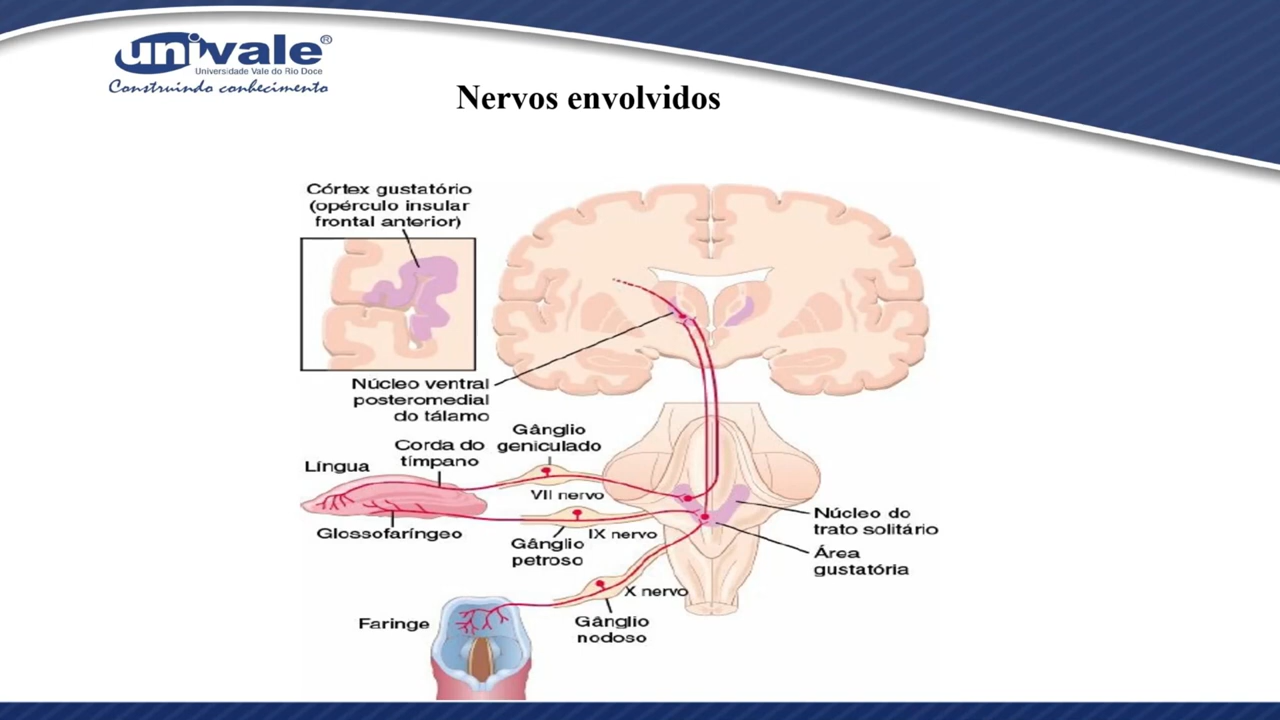 univale®
Universidade Vale do Rio Doce
Construindo conhecimento
Nervos envolvidos
Córtex gustatório
(opérculo insular
frontal anterior)
Núcleo ventral
posteromedial
do tálamo
Gânglio
geniculado
Corda do
tímpano
Língua
VII nervo
Glossofaríngeo
Gânglio
petroso
IX nervo
Núcleo do
trato solitário
Área
gustatória
X nervo
Gânglio
nodoso
Faringe